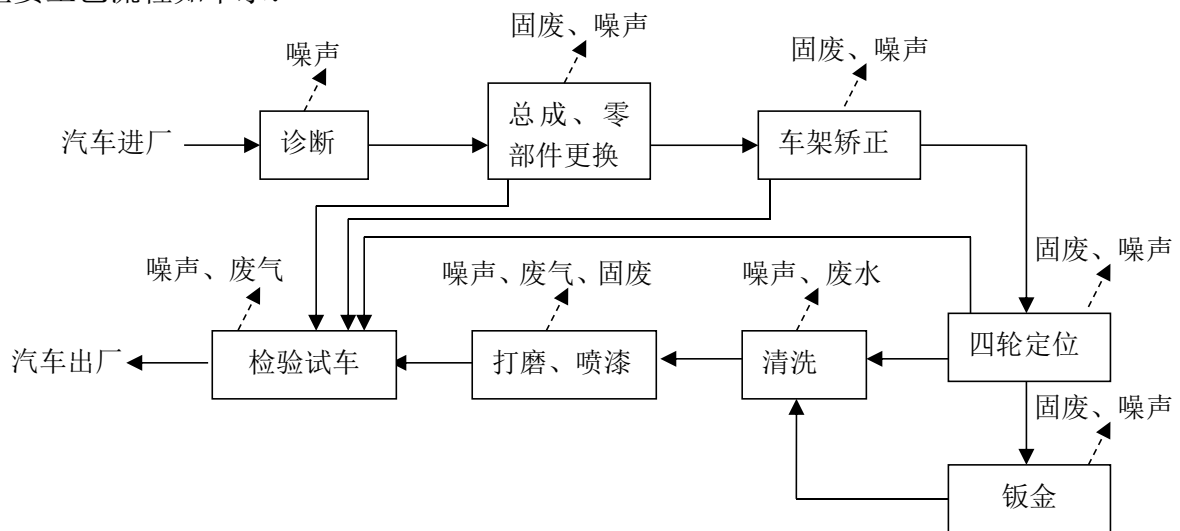 固废、噪声
噪声
固废、噪声
汽车进厂
诊断
总成、零
部件更换
车架矫正
噪声、废气
噪声、废气、固废
噪声、废水
固废、噪声
汽车出厂
检验试车
打磨、喷漆
清洗
四轮定位
固废、噪声
钣金